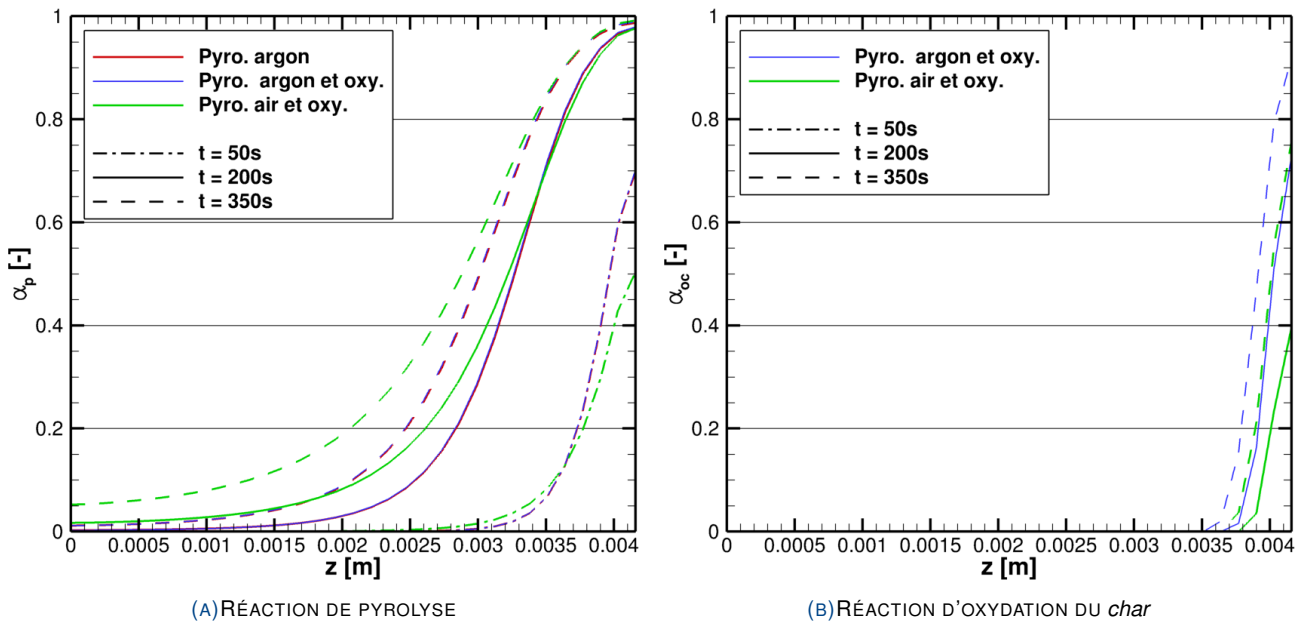 1
0.8
0.6
0.4
0.2
0
α_p [-]
Pyro. argon
Pyro. argon et oxy.
Pyro. air et oxy.
t = 50s
t = 200s
t = 350s
0 0.0005 0.001 0.0015 0.002 0.0025 0.003 0.0035 0.004
z [m]
(A)RÉACTION DE PYROLYSE
1
0.8
0.6
0.4
0.2
0
α_oc [-]
Pyro. argon et oxy.
Pyro. air et oxy.
t = 50s
t = 200s
t = 350s
0 0.0005 0.001 0.0015 0.002 0.0025 0.003 0.0035 0.004
z [m]
(B)RÉACTION D'OXYDATION DU char